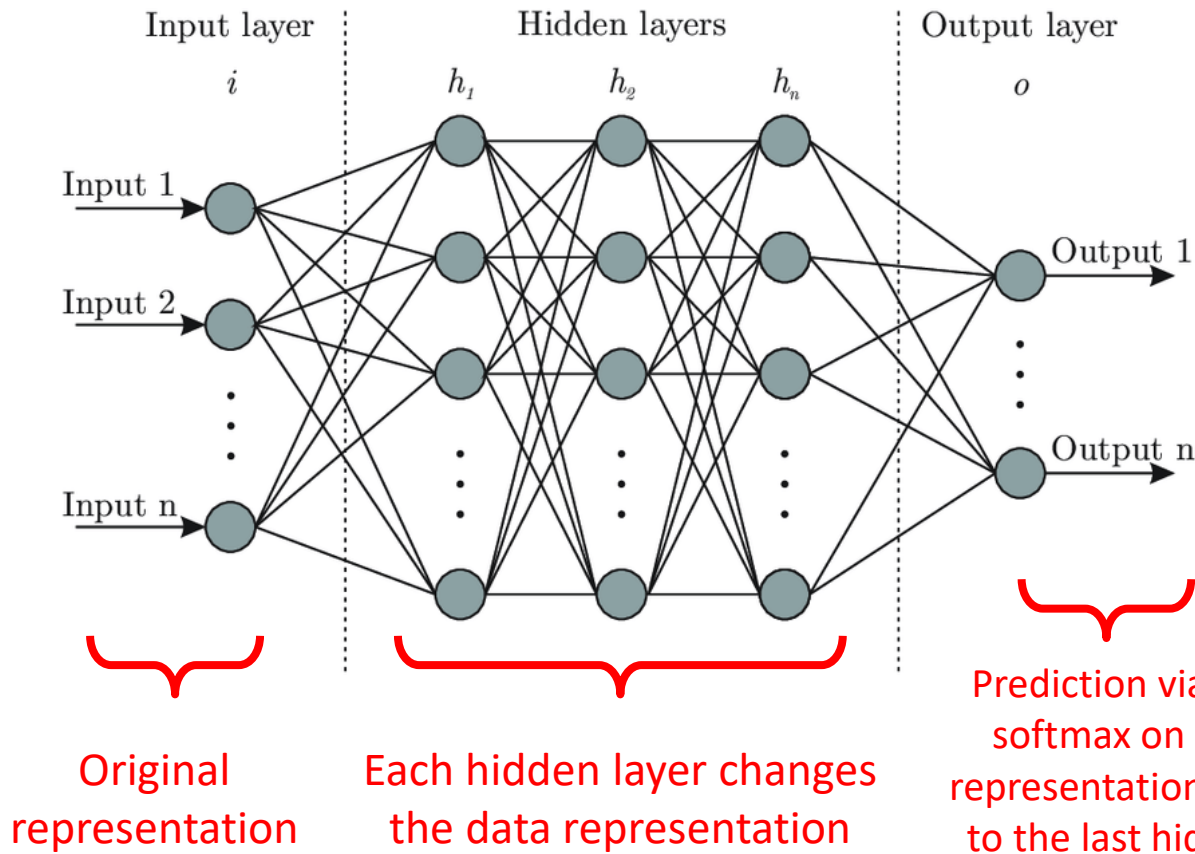 Input layer
Hidden layers
Output layer
i
h₁
h₂
hₙ
o
Input 1
Input 2
Input n
Output 1
Output n
Original
representation
Each hidden layer changes
the data representation
Prediction via
softmax on
representation
to the last hid